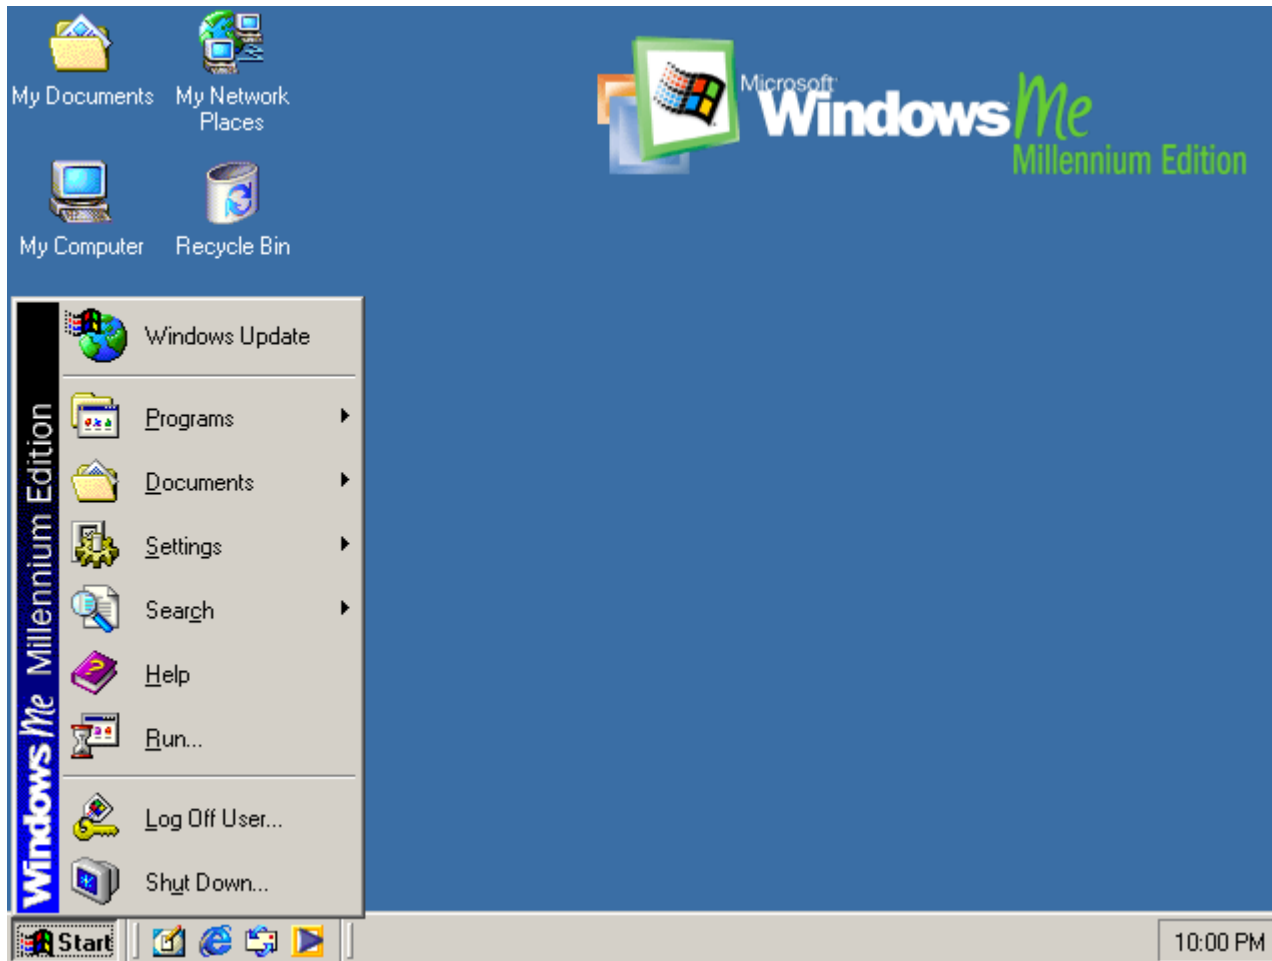 My Documents
My Network
Places
My Computer
Recycle Bin
Microsoft
Windows Me
Millennium Edition
Windows Me Millennium Edition
Windows Update
Programs
Documents
Settings
Search
Help
Run...
Log Off User...
Shut Down...
Start
10:00 PM